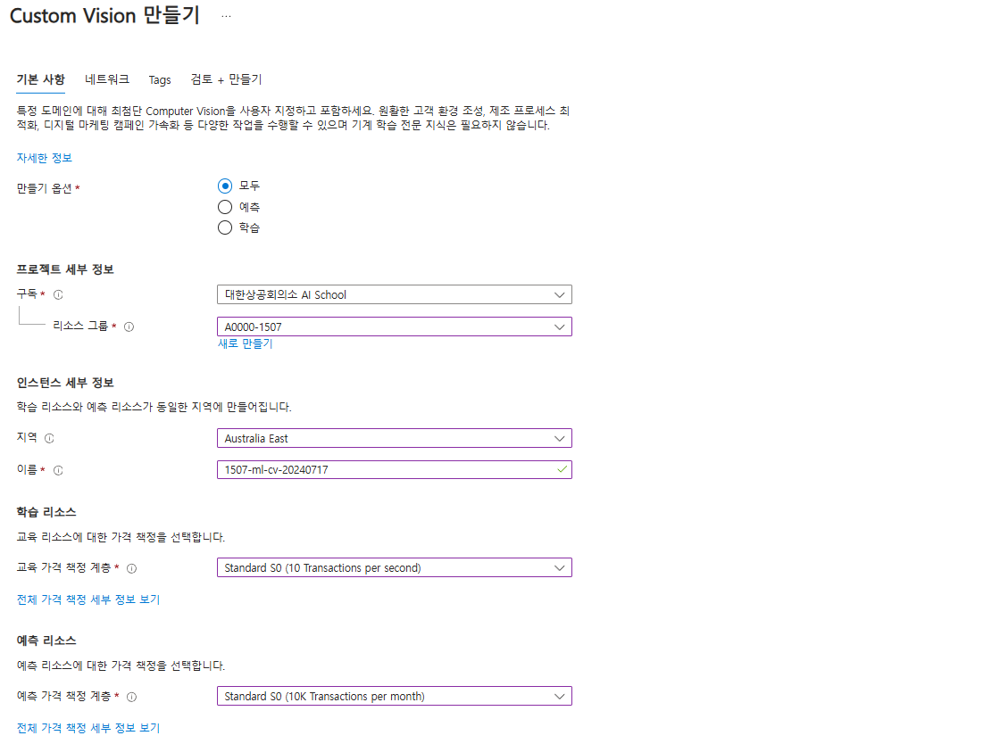 Custom Vision 만들기 ...
기본 사항 네트워크 Tags 검토 + 만들기
특정 도메인에 대해 최첨단 Computer Vision을 사용자 지정하고 포함하세요. 원활한 고객 환경 조성, 제조 프로세스 최
적화, 디지털 마케팅 캠페인 가속화 등 다양한 작업을 수행할 수 있으며 기계 학습 전문 지식은 필요하지 않습니다.
자세한 정보
만들기 옵션 * 모두
예측
학습
프로젝트 세부 정보
구독 * 대한상공회의소 AI School
리소스 그룹 * A0000-1507
새로 만들기
인스턴스 세부 정보
학습 리소스와 예측 리소스가 동일한 지역에 만들어집니다.
지역 Australia East
이름 * 1507-ml-cv-20240717
학습 리소스
교육 리소스에 대한 가격 책정을 선택합니다.
교육 가격 책정 계층 * Standard S0 (10 Transactions per second)
전체 가격 책정 세부 정보 보기
예측 리소스
예측 리소스에 대한 가격 책정을 선택합니다.
예측 가격 책정 계층 * Standard S0 (10K Transactions per month)
전체 가격 책정 세부 정보 보기